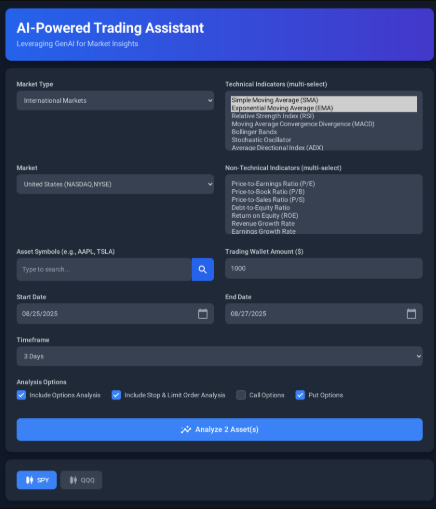 AI-Powered Trading Assistant
Leveraging GenAI for Market Insights
Market Type
International Markets
Technical Indicators (multi-select)
Simple Moving Average (SMA)
Exponential Moving Average (EMA)
Relative Strength Index (RSI)
Moving Average Convergence Divergence (MACD)
Bollinger Bands
Stochastic Oscillator
Average Directional Index (ADX)
Market
United States (NASDAQ,NYSE)
Non-Technical Indicators (multi-select)
Price-to-Earnings Ratio (P/E)
Price-to-Book Ratio (P/B)
Price-to-Sales Ratio (P/S)
Debt-to-Equity Ratio
Return on Equity (ROE)
Revenue Growth Rate
Earnings Growth Rate
Asset Symbols (e.g., AAPL, TSLA)
Type to search...
Trading Wallet Amount ($)
1000
Start Date
08/25/2025
End Date
08/27/2025
Timeframe
3 Days
Analysis Options
Include Options Analysis
Include Stop & Limit Order Analysis
Call Options
Put Options
Analyze 2 Asset(s)
SPY
QQQ